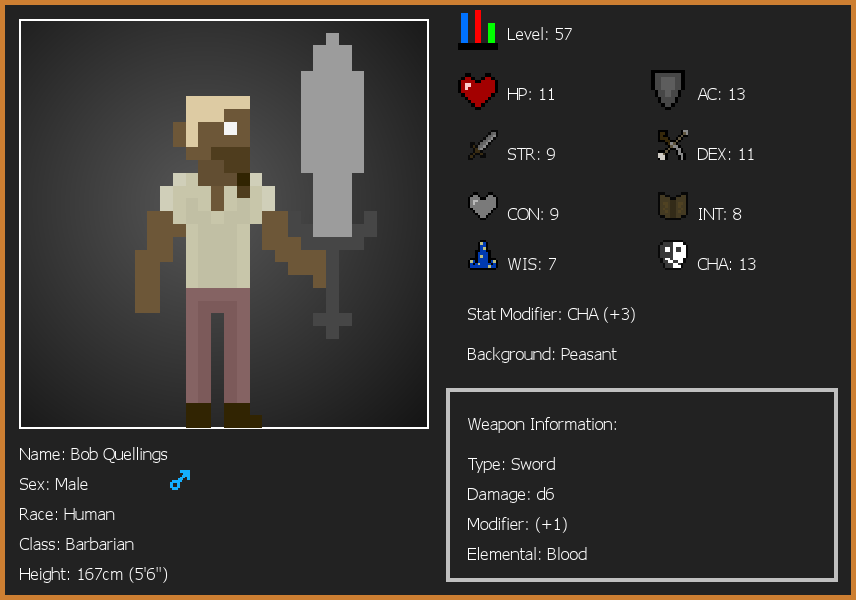 Level: 57
HP: 11
AC: 13
STR: 9
DEX: 11
CON: 9
INT: 8
WIS: 7
CHA: 13
Stat Modifier: CHA (+3)
Background: Peasant
Weapon Information:
Type: Sword
Damage: d6
Modifier: (+1)
Elemental: Blood
Name: Bob Quellings
Sex: Male
Race: Human
Class: Barbarian
Height: 167cm (5'6")